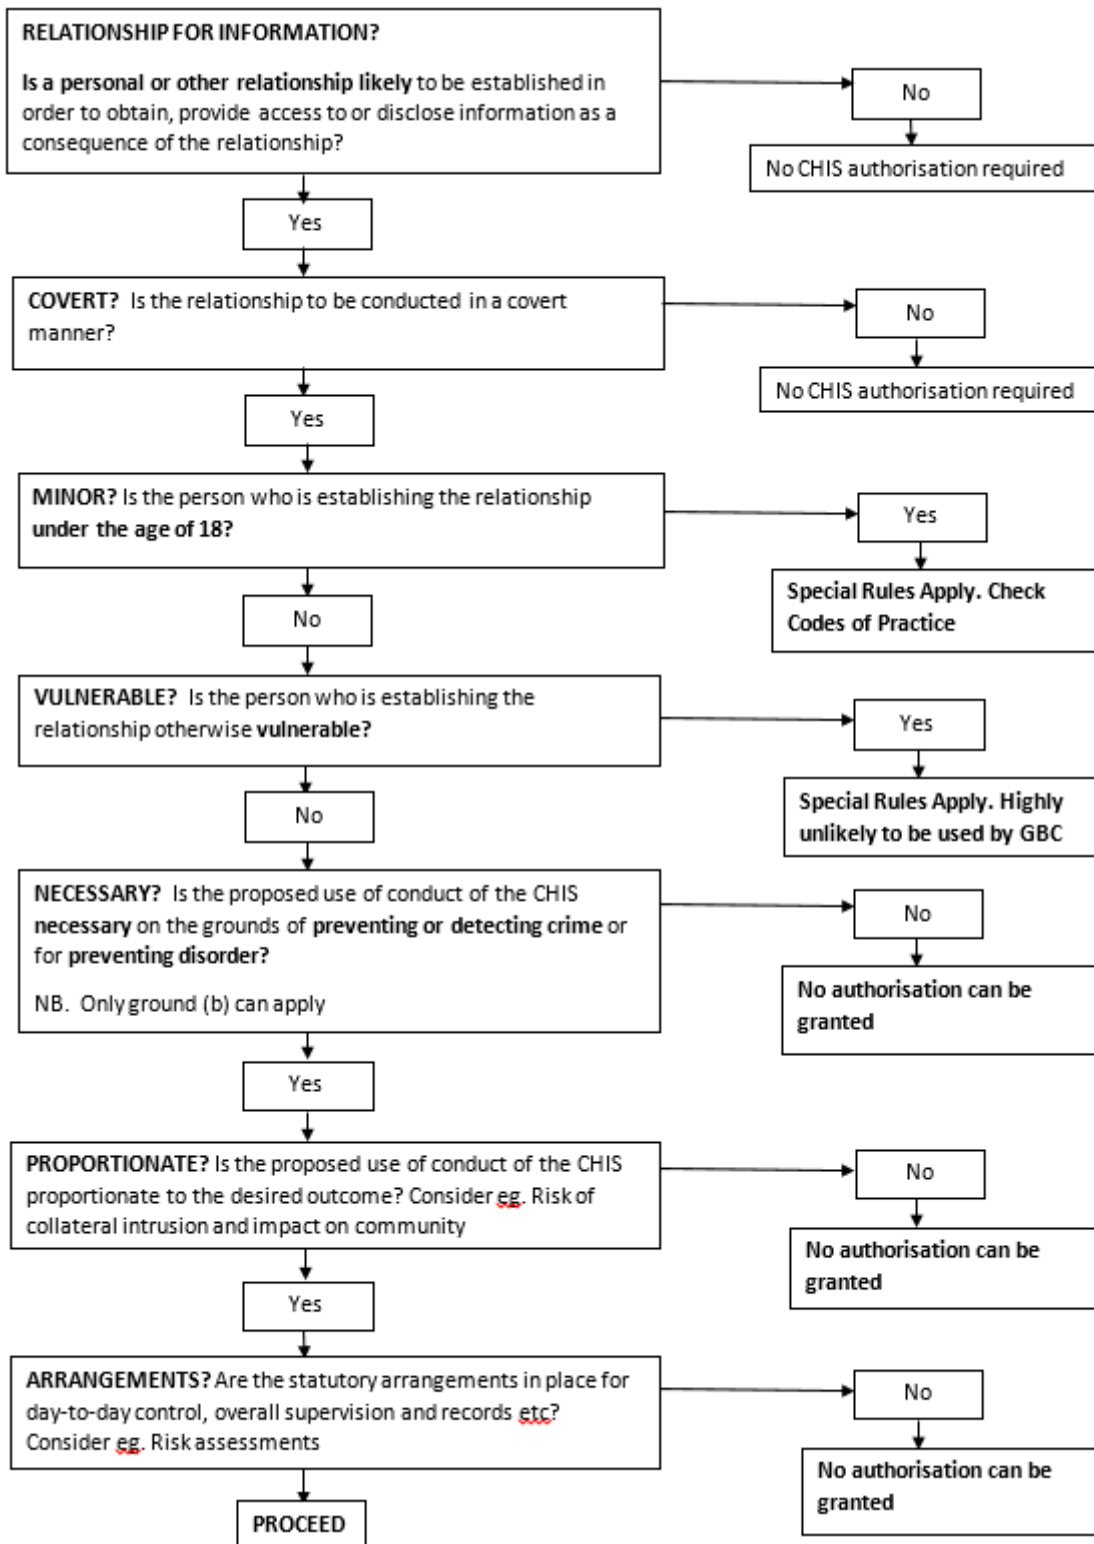 RELATIONSHIP FOR INFORMATION?
Is a personal or other relationship likely to be established in
order to obtain, provide access to or disclose information as a
consequence of the relationship?
No
No CHIS authorisation required
Yes
COVERT? Is the relationship to be conducted in a covert
manner?
No
No CHIS authorisation required
Yes
MINOR? Is the person who is establishing the relationship
under the age of 18?
Yes
Special Rules Apply. Check
Codes of Practice
No
VULNERABLE? Is the person who is establishing the
relationship otherwise vulnerable?
Yes
Special Rules Apply. Highly
unlikely to be used by GBC
No
NECESSARY? Is the proposed use of conduct of the CHIS
necessary on the grounds of preventing or detecting crime or
for preventing disorder?
NB. Only ground (b) can apply
No
No authorisation can be
granted
Yes
PROPORTIONATE? Is the proposed use of conduct of the CHIS
proportionate to the desired outcome? Consider eg. Risk of
collateral intrusion and impact on community
No
No authorisation can be
granted
Yes
ARRANGEMENTS? Are the statutory arrangements in place for
day-to-day control, overall supervision and records etc?
Consider eg. Risk assessments
No
No authorisation can be
granted
PROCEED